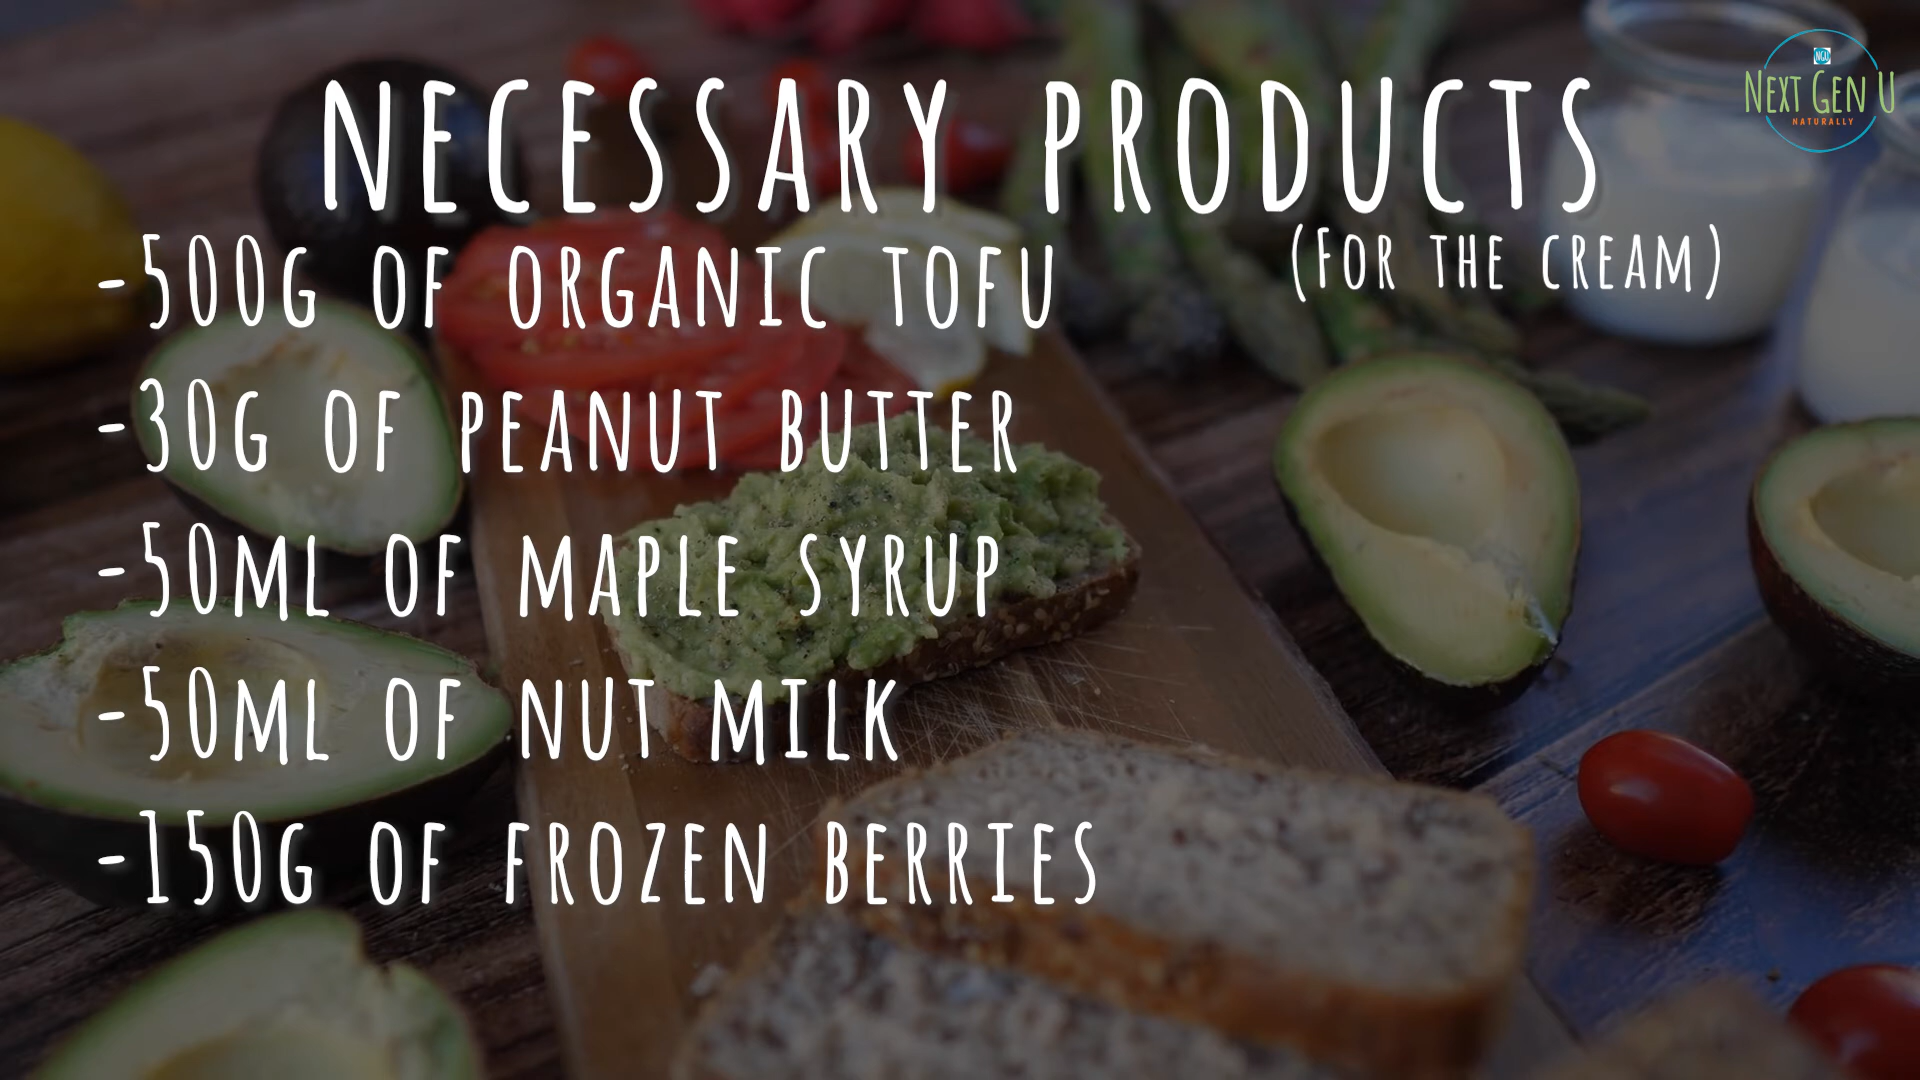 NECESSARY PRODUCTS
(FOR THE CREAM)
-500G OF ORGANIC TOFU
-30G OF PEANUT BUTTER
-50ML OF MAPLE SYRUP
-50ML OF NUT MILK
-150G OF FROZEN BERRIES
NGU
NEXT GEN U
NATURALLY